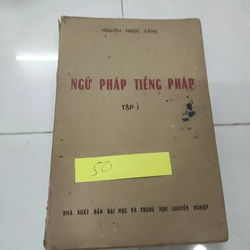 NGUYỄN NGỌC CẢNH
NGỮ PHÁP TIẾNG PHÁP
TẬP I
50
NHÀ XUẤT BẢN ĐẠI HỌC VÀ TRUNG HỌC CHUYÊN NGHIỆP